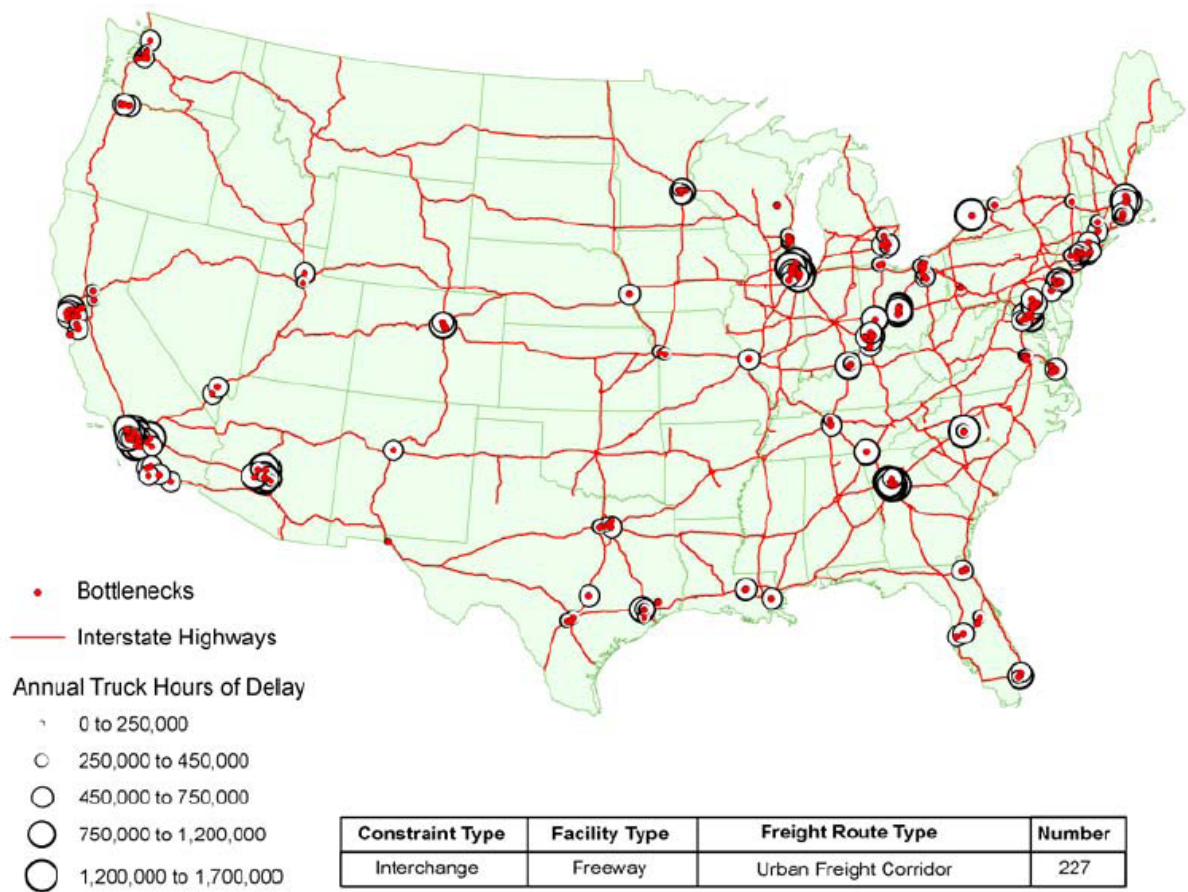 Bottlenecks
Interstate Highways
Annual Truck Hours of Delay
0 to 250,000
250,000 to 450,000
450,000 to 750,000
750,000 to 1,200,000
1,200,000 to 1,700,000
Constraint Type Facility Type Freight Route Type Number
Interchange Freeway Urban Freight Corridor 227